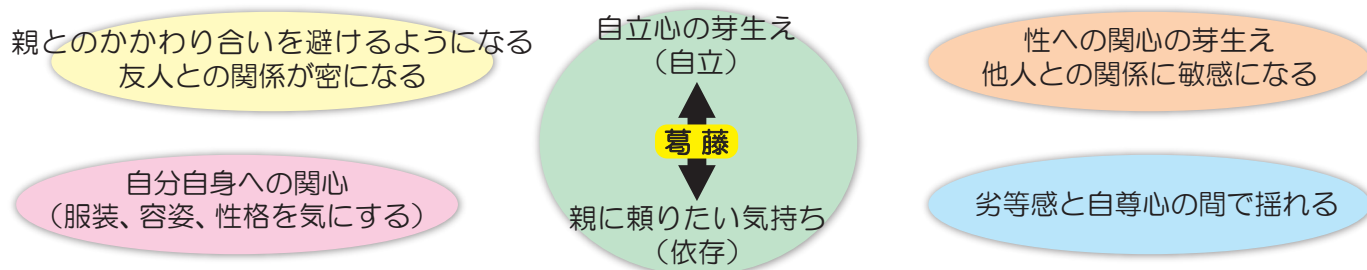 親とのかかわり合いを避けるようになる
友人との関係が密になる
自分自身への関心
（服装、容姿、性格を気にする）
自立心の芽生え
（自立）
葛藤
親に頼りたい気持ち
（依存）
性への関心の芽生え
他人との関係に敏感になる
劣等感と自尊心の間で揺れる